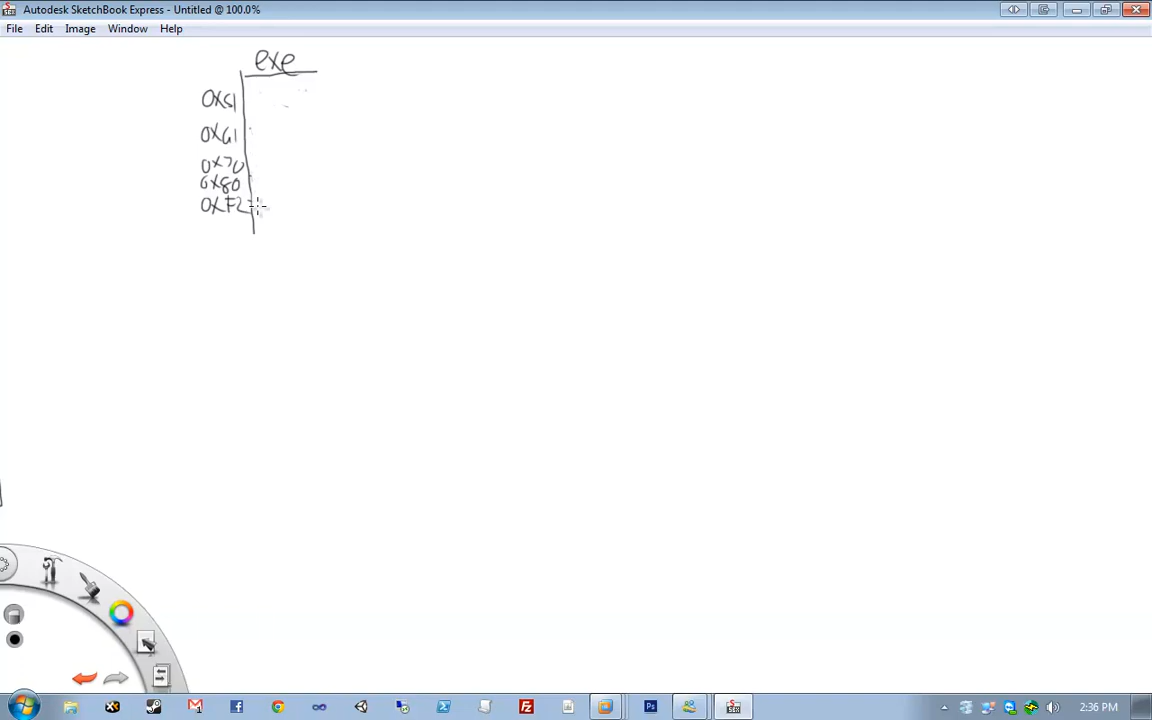 Autodesk SketchBook Express - Untitled @ 100.0%
File Edit Image Window Help
exe
0x51
0x61
0x70
0x80
0xF2
2:36 PM